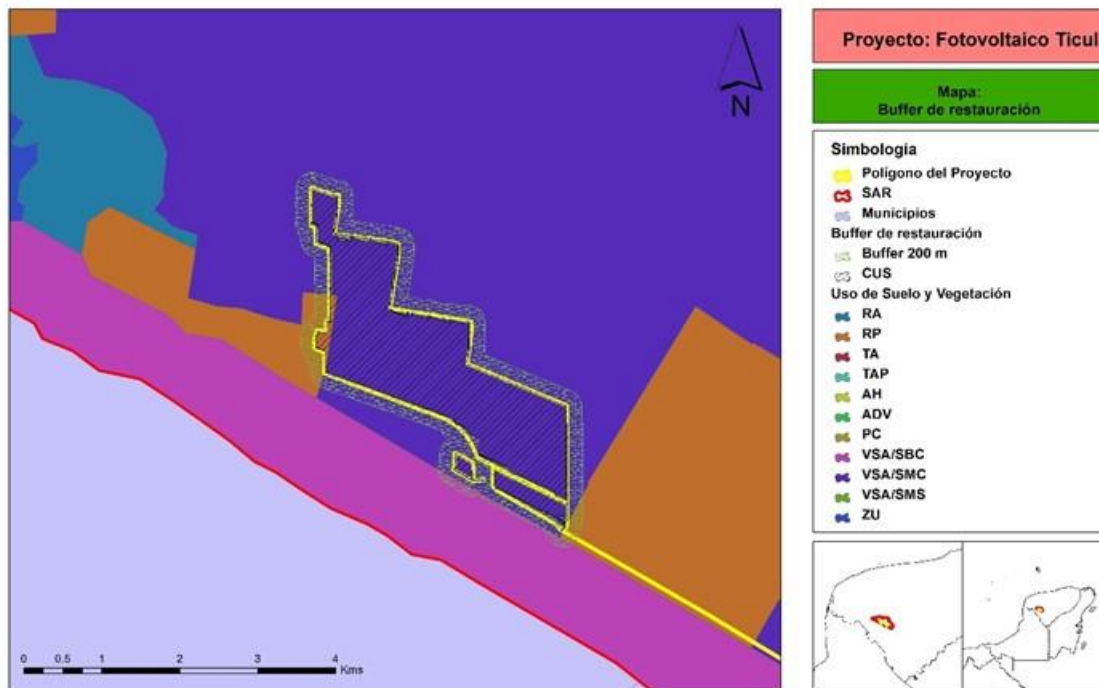 N
0 0.5 1 2 3 4
Kms
Proyecto: Fotovoltaico Ticul
Mapa:
Buffer de restauración
Simbología
Polígono del Proyecto
SAR
Municipios
Buffer de restauración
Buffer 200 m
CUS
Uso de Suelo y Vegetación
RA
RP
TA
TAP
AH
ADV
PC
VSA/SBC
VSA/SMC
VSA/SMS
ZU